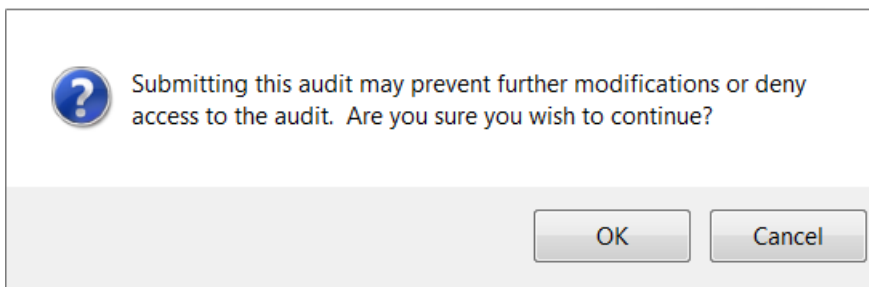 Submitting this audit may prevent further modifications or deny
access to the audit.  Are you sure you wish to continue?
OK
Cancel